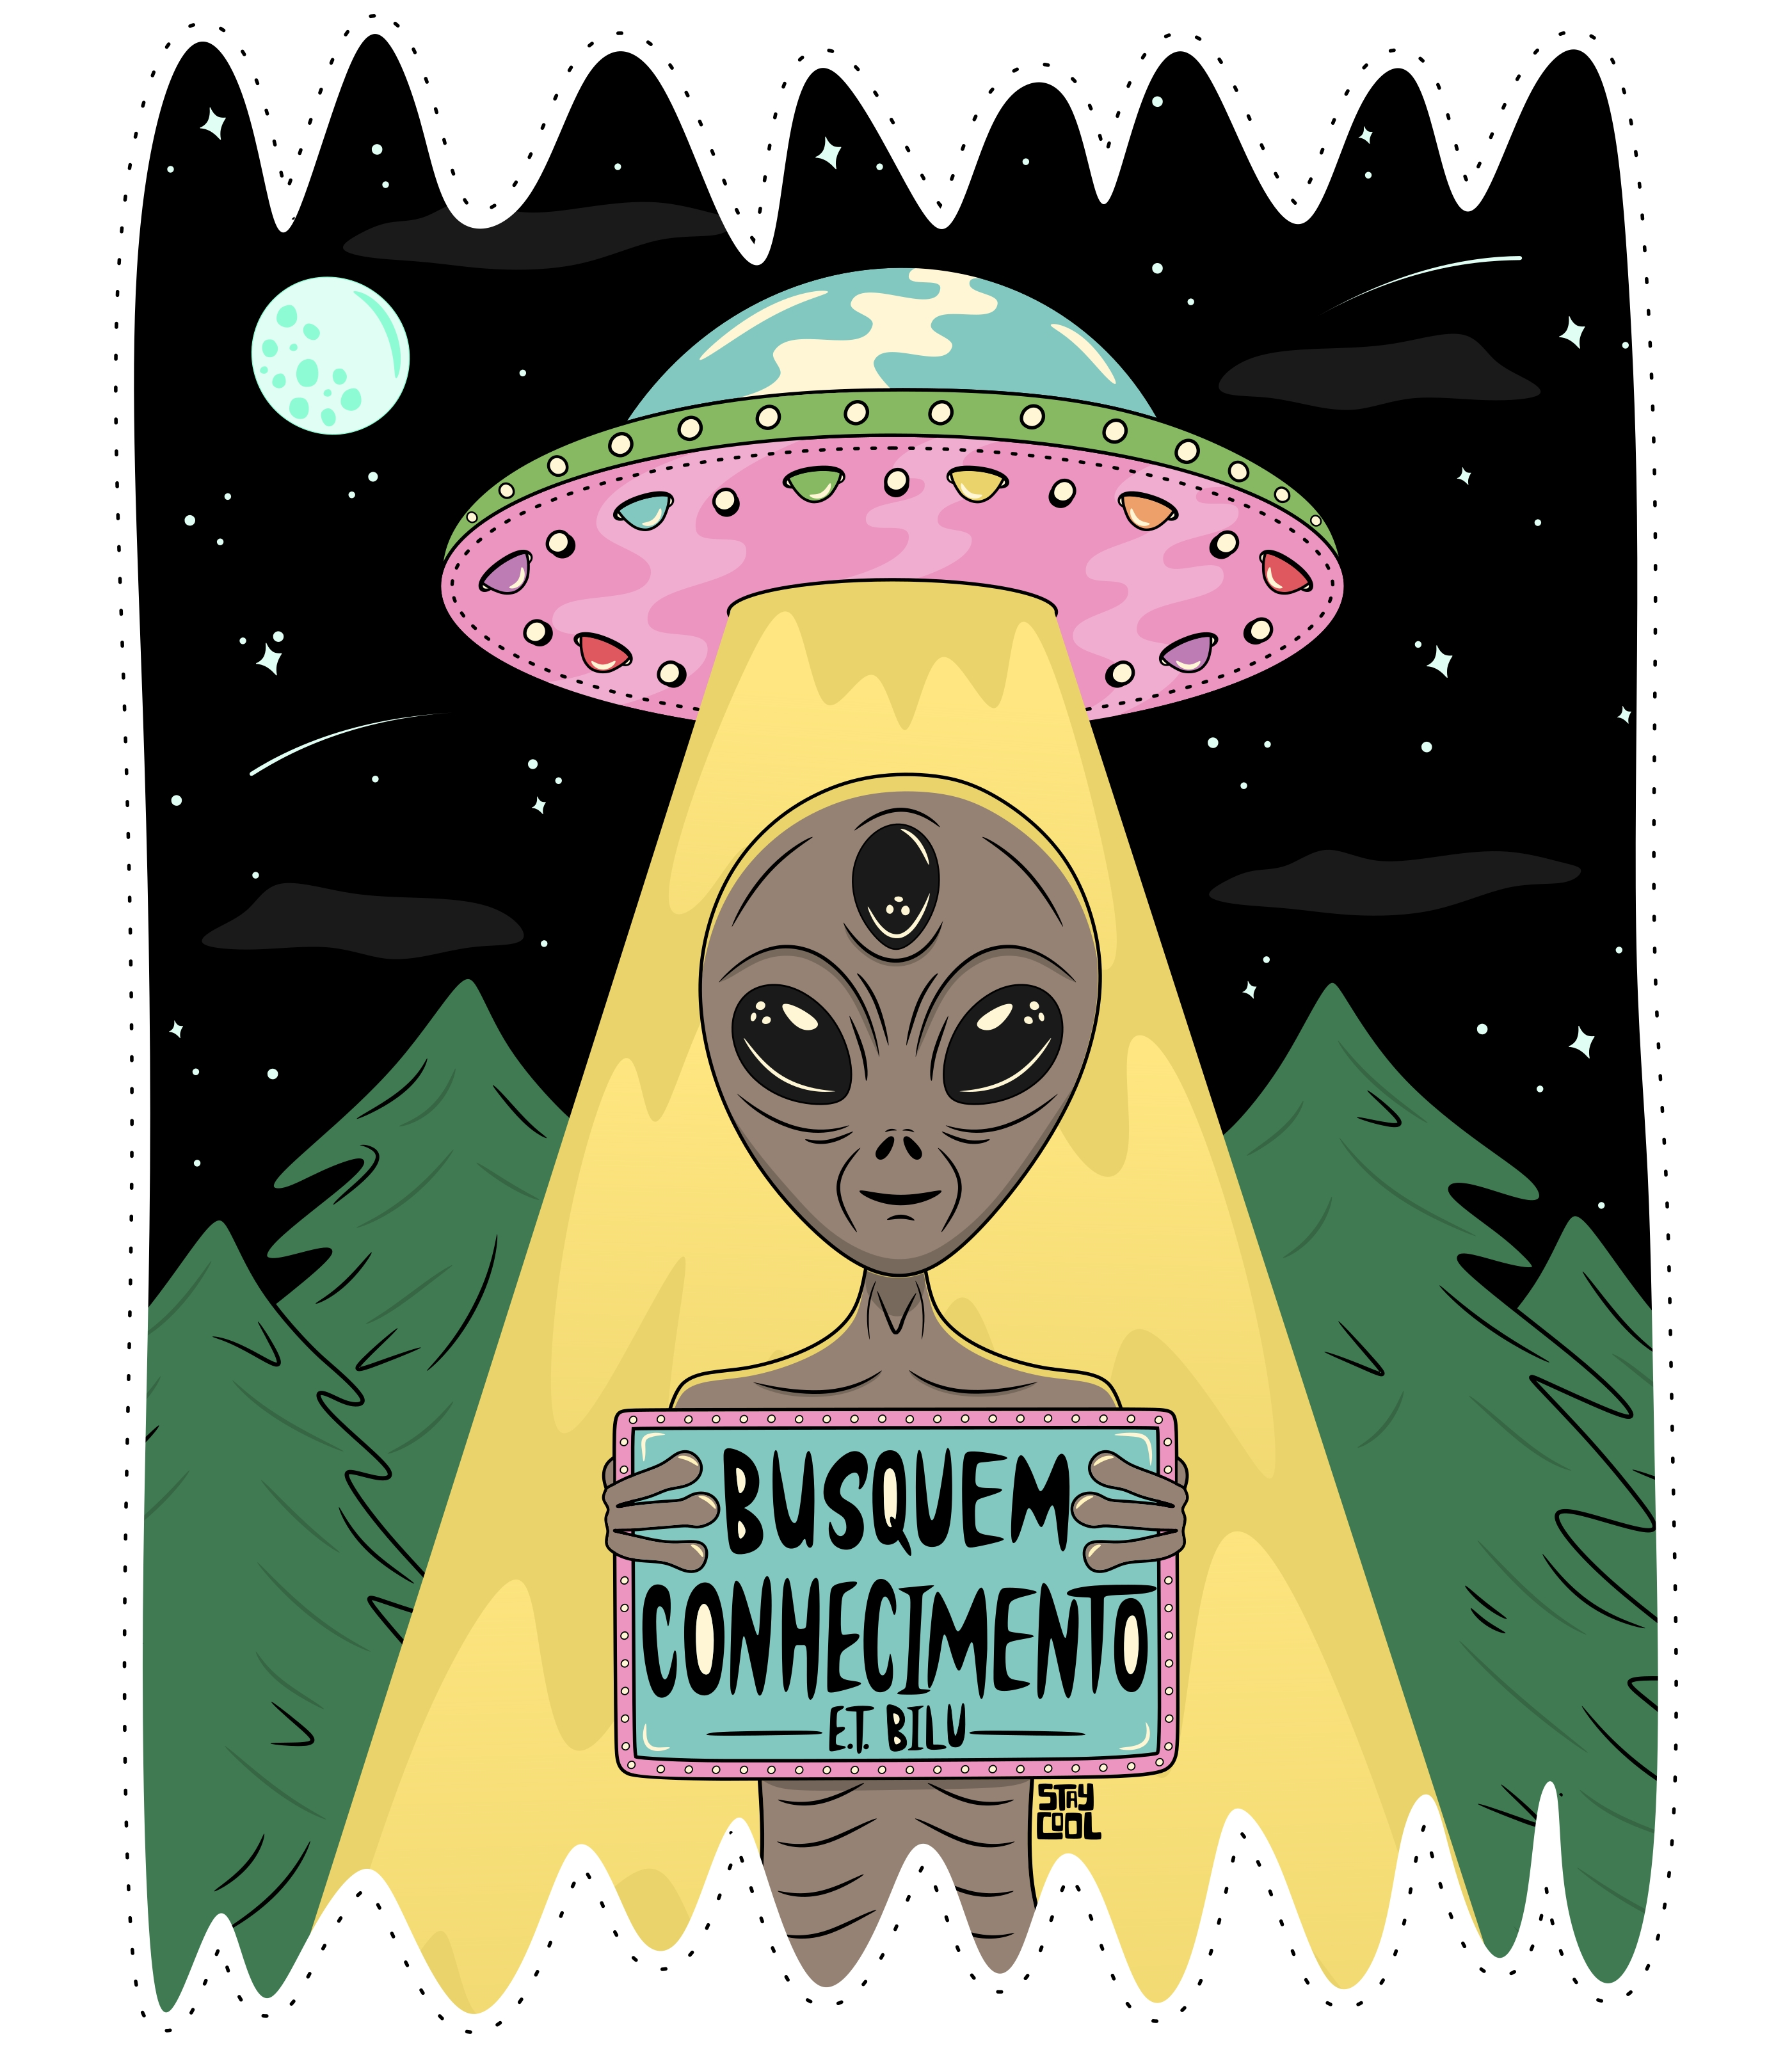 BUSQUEM
CONHECIMENTO
E.T. BILU
STAY
COOL